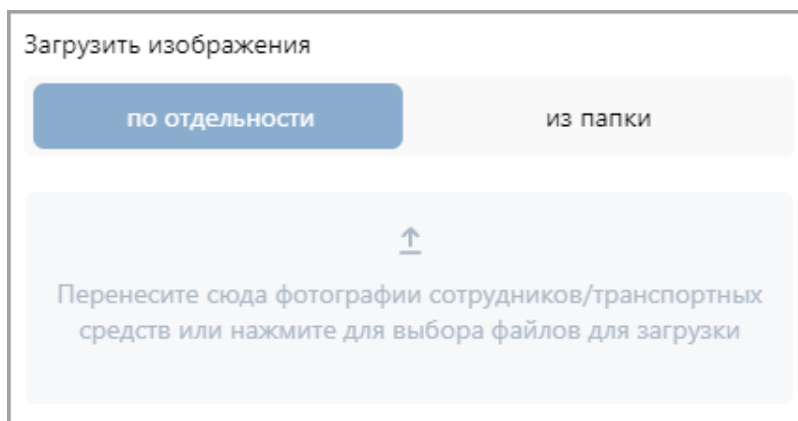 Загрузить изображения
по отдельности
из папки
Перенесите сюда фотографии сотрудников/транспортных
средств или нажмите для выбора файлов для загрузки